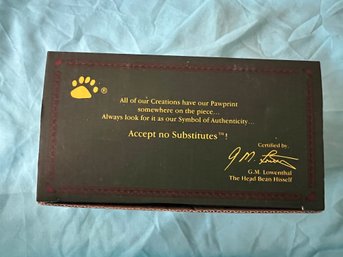 ®
All of our Creations have our Pawprint
somewhere on the piece...
Always look for it as our Symbol of Authenticity...
Accept no Substitutes™!
Certified by,
G.M. Lowenthal
The Head Bean Hisself